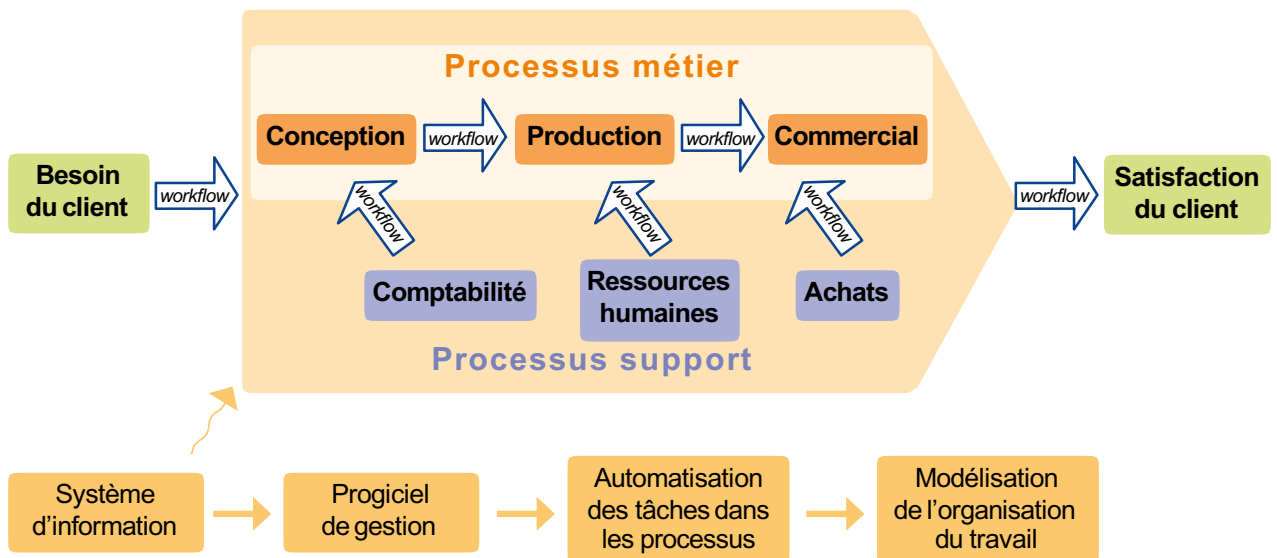 Processus métier
Conception
workflow
Production
workflow
Commercial
Besoin
du client
workflow
workflow
workflow
workflow
workflow
Satisfaction
du client
Comptabilité
Ressources
humaines
Achats
Processus support
Système
d’information
Progiciel
de gestion
Automatisation
des tâches dans
les processus
Modélisation
de l’organisation
du travail